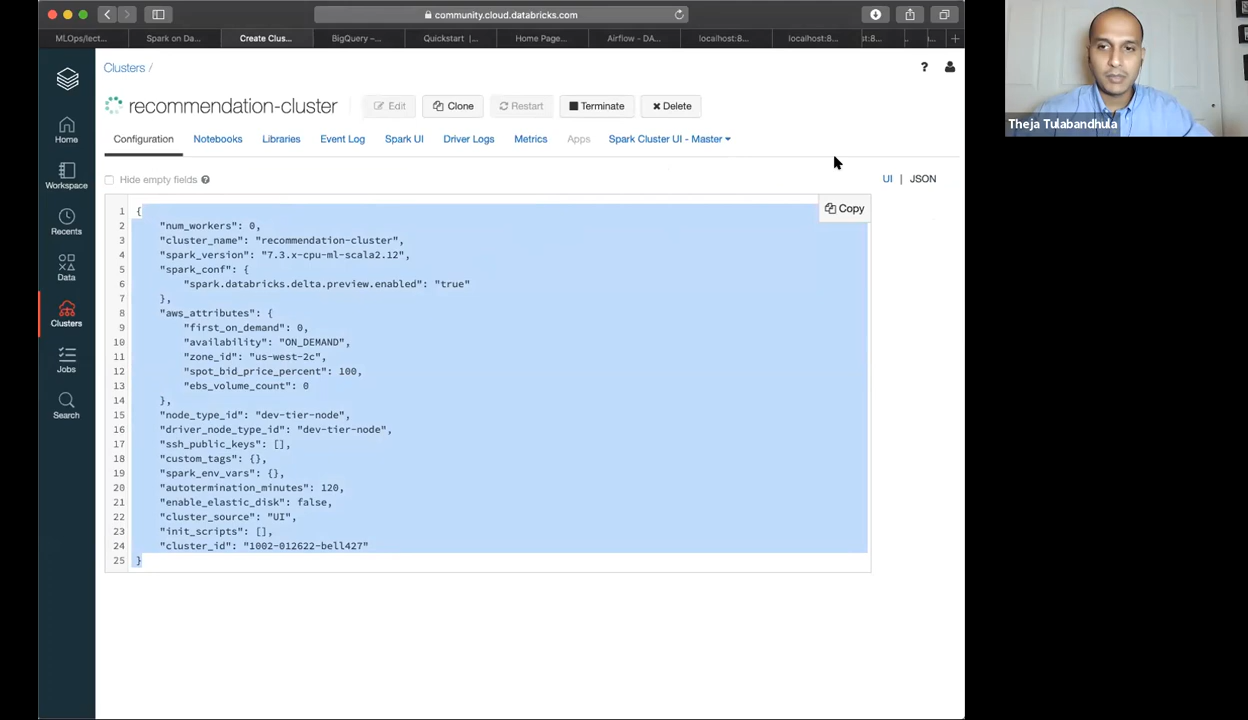 community.cloud.databricks.com
MLOps/lect... Spark on Da... Create Clus... BigQuery –... Quickstart |... Home Page... Airflow - DA... localhost:8... localhost:8...
Clusters /
?
recommendation-cluster
Edit Clone Restart Terminate Delete
Configuration Notebooks Libraries Event Log Spark UI Driver Logs Metrics Apps Spark Cluster UI - Master
Hide empty fields ?
UI | JSON
Copy
Home
Workspace
Recents
Data
Clusters
Jobs
Search
1 {
2 "num_workers": 0,
3 "cluster_name": "recommendation-cluster",
4 "spark_version": "7.3.x-cpu-ml-scala2.12",
5 "spark_conf": {
6 "spark.databricks.delta.preview.enabled": "true"
7 },
8 "aws_attributes": {
9 "first_on_demand": 0,
10 "availability": "ON_DEMAND",
11 "zone_id": "us-west-2c",
12 "spot_bid_price_percent": 100,
13 "ebs_volume_count": 0
14 },
15 "node_type_id": "dev-tier-node",
16 "driver_node_type_id": "dev-tier-node",
17 "ssh_public_keys": [],
18 "custom_tags": {},
19 "spark_env_vars": {},
20 "autotermination_minutes": 120,
21 "enable_elastic_disk": false,
22 "cluster_source": "UI",
23 "init_scripts": [],
24 "cluster_id": "1002-012622-bell427"
25 }
Theja Tulabandhula